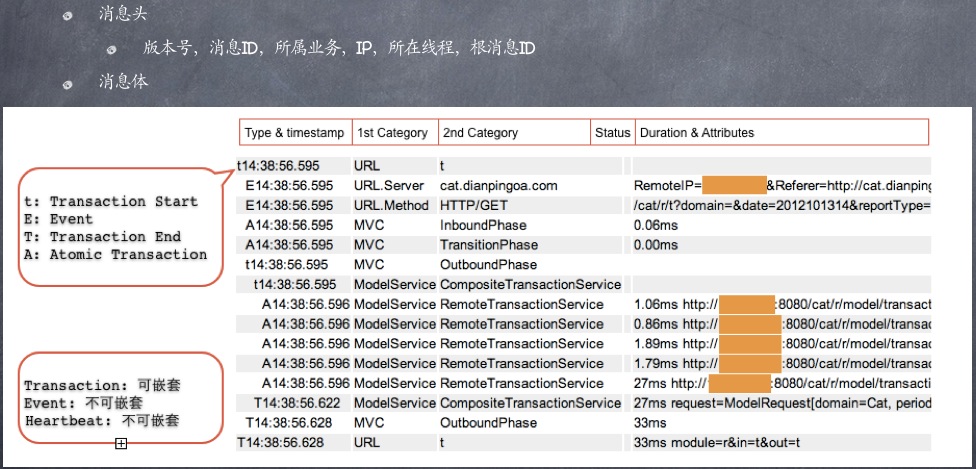 消息头
版本号，消息ID，所属业务，IP，所在线程，根消息ID
消息体
Type & timestamp 1st Category 2nd Category Status Duration & Attributes
t: Transaction Start
E: Event
T: Transaction End
A: Atomic Transaction
t14:38:56.595 URL t
E14:38:56.595 URL.Server cat.dianpingoa.com RemoteIP= &Referer=http://cat.dianping
E14:38:56.595 URL.Method HTTP/GET /cat/r/t?domain=&date=2012101314&reportType=
A14:38:56.595 MVC InboundPhase 0.06ms
A14:38:56.595 MVC TransitionPhase 0.00ms
t14:38:56.595 MVC OutboundPhase
t14:38:56.595 ModelService CompositeTransactionService
A14:38:56.596 ModelService RemoteTransactionService 1.06ms http:// :8080/cat/r/model/transact
A14:38:56.596 ModelService RemoteTransactionService 0.86ms http:// :8080/cat/r/model/transac
A14:38:56.596 ModelService RemoteTransactionService 1.89ms http:// :8080/cat/r/model/transac
A14:38:56.596 ModelService RemoteTransactionService 1.79ms http:// :8080/cat/r/model/transac
A14:38:56.596 ModelService RemoteTransactionService 27ms http:// :8080/cat/r/model/transacti
T14:38:56.622 ModelService CompositeTransactionService 27ms request=ModelRequest[domain=Cat, period
T14:38:56.628 MVC OutboundPhase 33ms
T14:38:56.628 URL t 33ms module=r&in=t&out=t
Transaction: 可嵌套
Event: 不可嵌套
Heartbeat: 不可嵌套